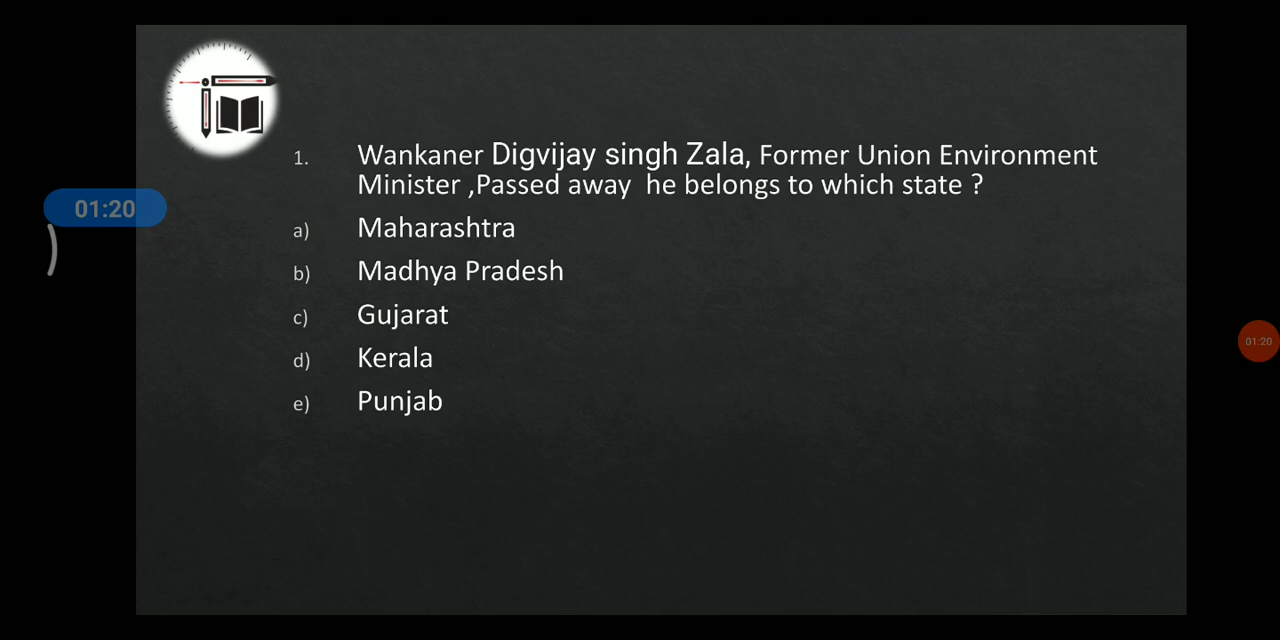 1. Wankaner Digvijay singh Zala, Former Union Environment
Minister ,Passed away he belongs to which state ?
01:20
a) Maharashtra
b) Madhya Pradesh
c) Gujarat
01:20
d) Kerala
e) Punjab